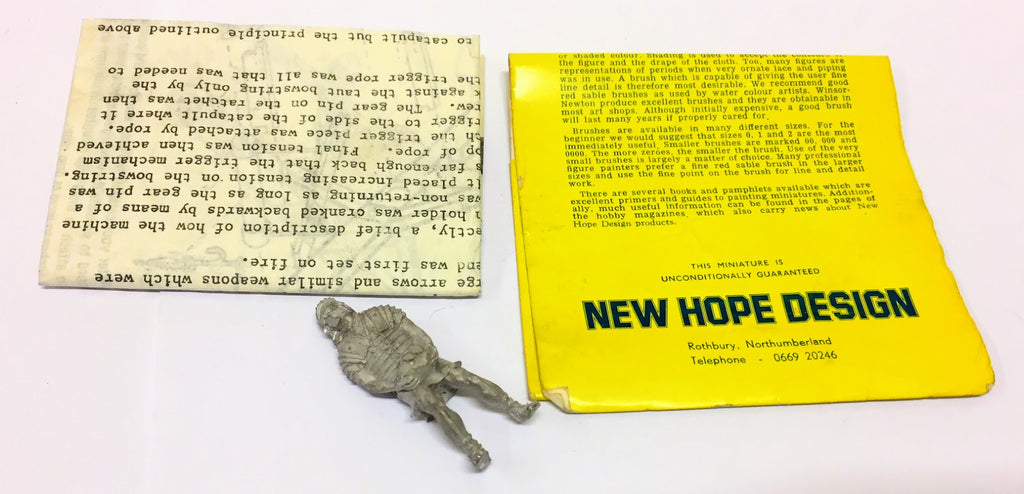 rge arrows and similar weapons which were
end was first set on fire.
ectly, a brief description of how the machine
n holder was cranked backwards by means of a
was non-returning as long as the gear pin was
it placed increasing tension on the bowstring.
s far enough back that the trigger mechanism
op of rope. Final tension was then achieved
ch the trigger piece was attached by rope.
trigger to the side of the catapult where it
rew. The gear pin on the ratchet was then
k against the taut bowstring only by the
the trigger rope was all that was needed to
to catapult but the principle outlined above
or shaded colour. Shading is used to accept the
the figure and the drape of the cloth. Too, many figures are
representations of periods when very ornate lace and piping
was in use. A brush which is capable of giving the user fine
line detail is therefore most desirable. We recommend good
red sable brushes as used by water colour artists. Winsor-
Newton produce excellent brushes and they are obtainable in
most art shops. Although initially expensive, a good brush
will last many years if properly cared for.
Brushes are available in many different sizes. For the
beginner we would suggest that sizes 0, 1 and 2 are the most
immediately useful. Smaller brushes are marked 00, 000 and
0000. The more zeroes, the smaller the brush. Use of the very
small brushes is largely a matter of choice. Many professional
figure painters prefer a fine red sable brush in the larger
sizes and use the fine point on the brush for line and detail
work.
There are several books and pamphlets available which are
excellent primers and guides to painting miniatures. Addition-
ally, much useful information can be found in the pages of
the hobby magazines, which also carry news about New
Hope Design products.
THIS MINIATURE IS
UNCONDITIONALLY GUARANTEED
NEW HOPE DESIGN
Rothbury, Northumberland
Telephone - 0669 20246